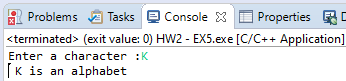 Problems Tasks Console Properties
<terminated> (exit value: 0) HW2 - EX5.exe [C/C++ Application]
Enter a character :K
K is an alphabet